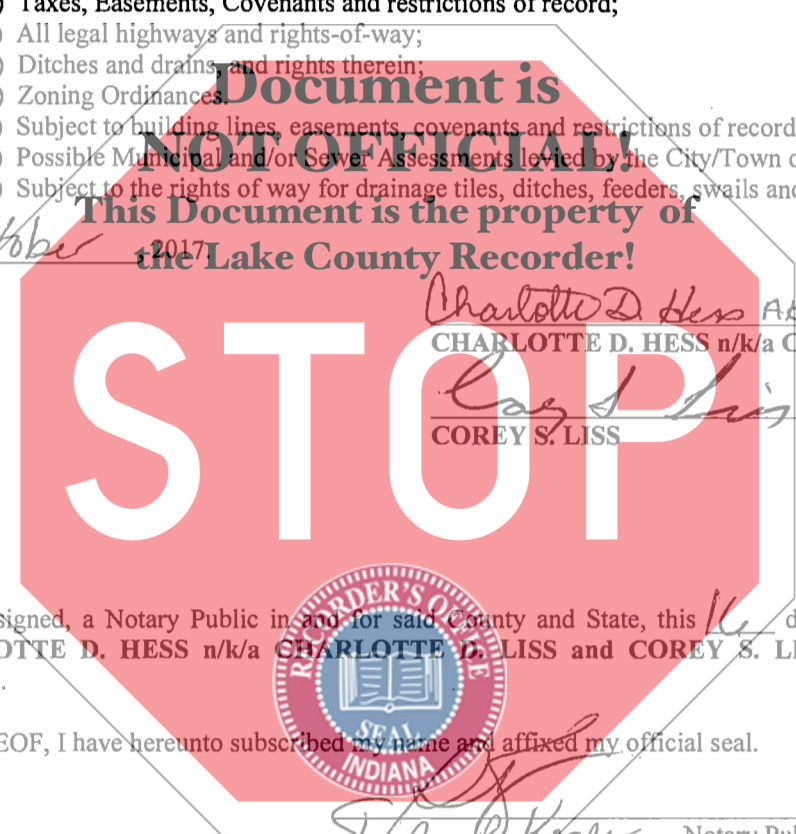 Taxes, Easements, Covenants and restrictions of record;
) All legal highways and rights-of-way;
) Ditches and drains, and rights therein;
) Zoning Ordinances.
) Subject to building lines, easements, covenants and restrictions of record
) Possible Municipal and/or Sewer Assessments levied by the City/Town
) Subject to the rights of way for drainage tiles, ditches, feeders, swails and
Document is
NOT OFFICIAL!
This Document is the property of
the Lake County Recorder!
tober, 2017.
Charlotte D. Hess
CHARLOTTE D. HESS n/k/a C
COREY S. LISS
STOP
signed, a Notary Public in and for said County and State, this
OTTE D. HESS n/k/a CHARLOTTE D. LISS and COREY S. LI
EOF, I have hereunto subscribed my name and affixed my official seal.
RECORDER'S OFFICE
SEAL
INDIANA
Notary Pu